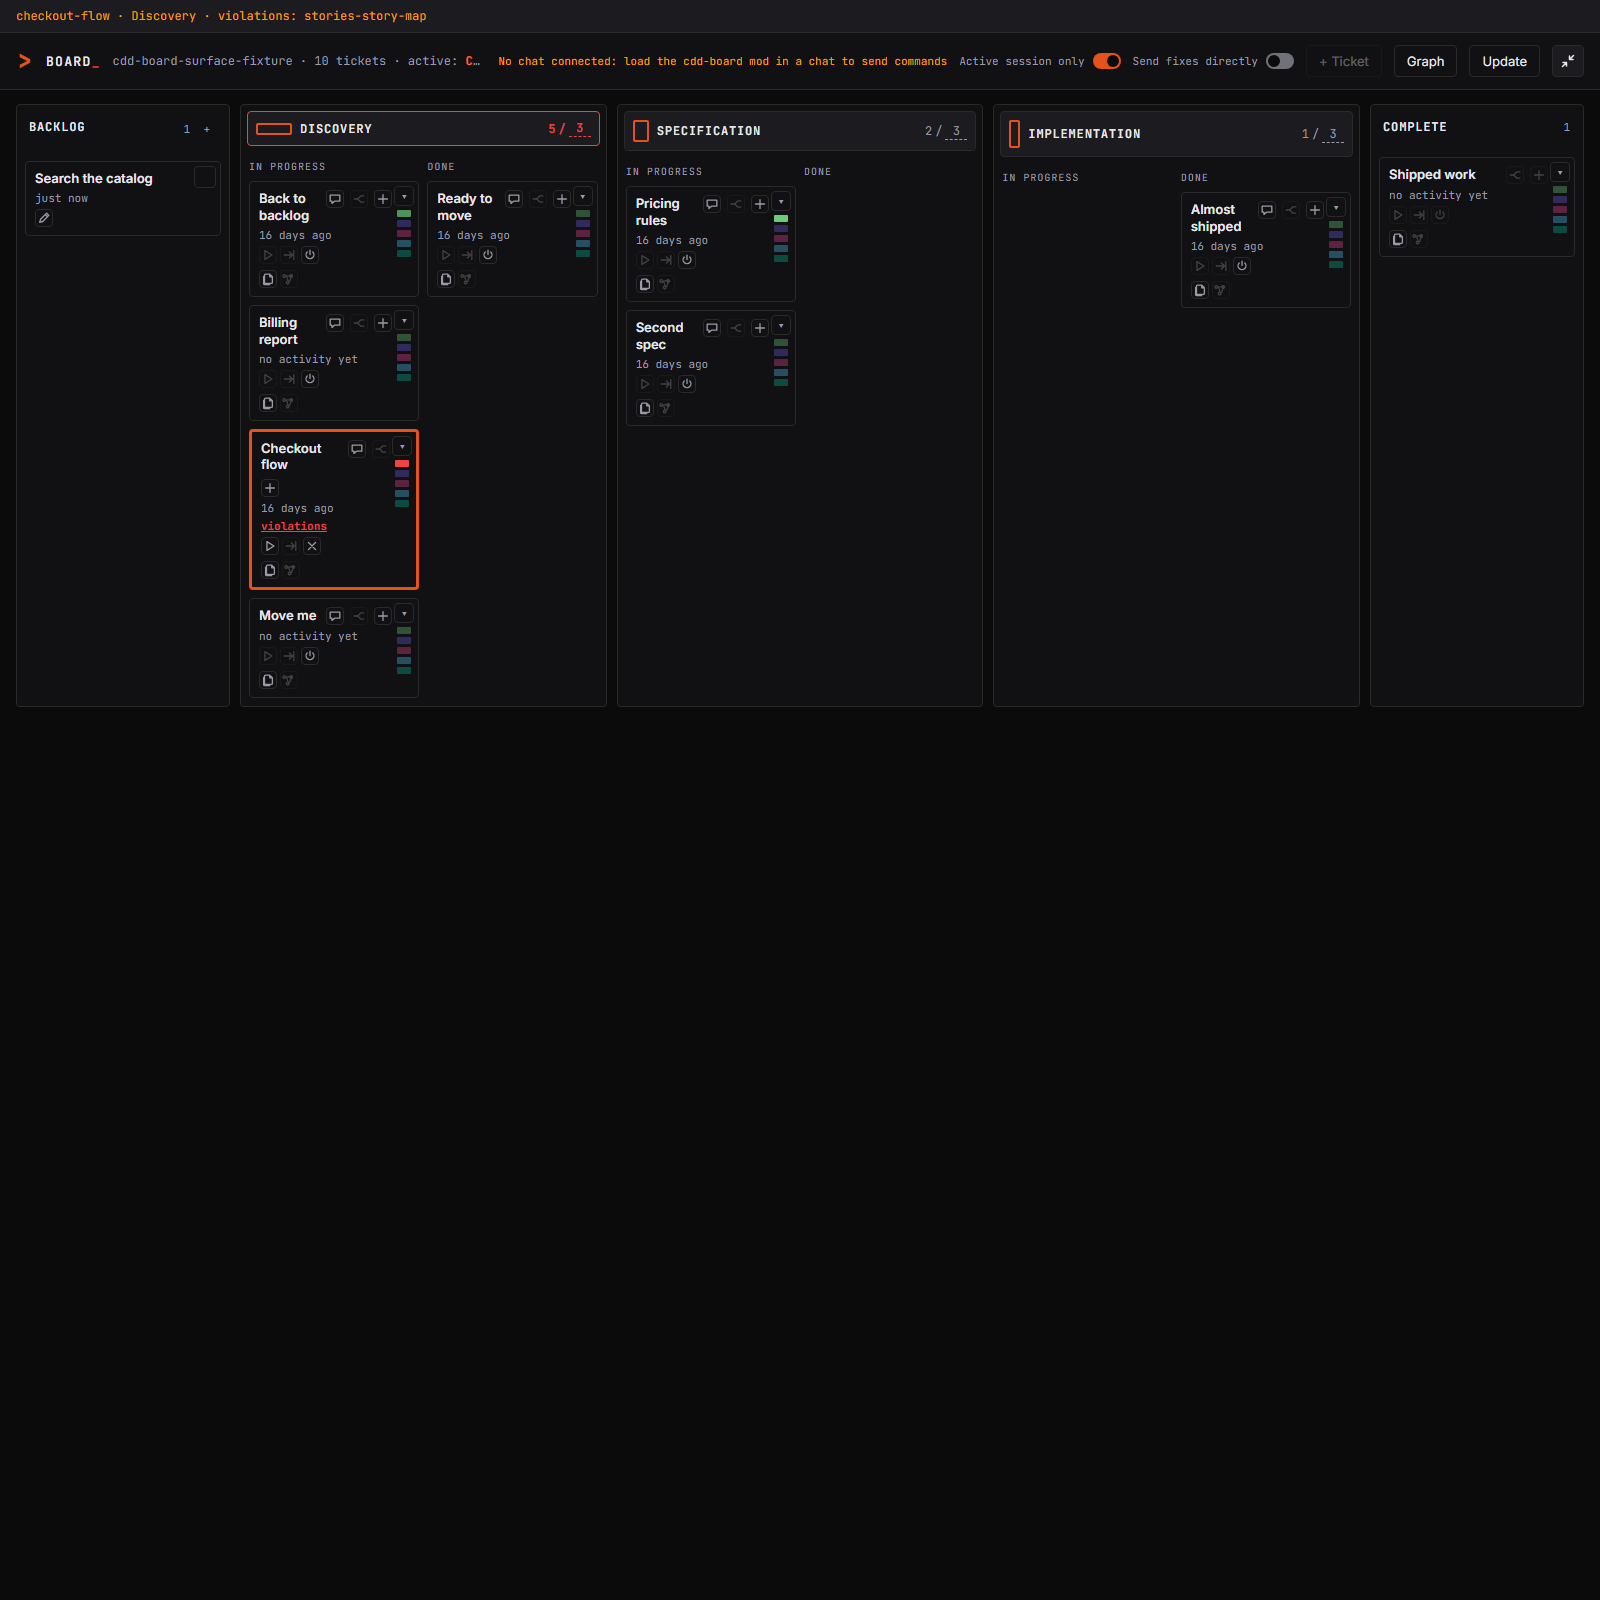 checkout-flow · Discovery · violations: stories-story-map
> BOARD_ cdd-board-surface-fixture · 10 tickets · active: C… No chat connected: load the cdd-board mod in a chat to send commands Active session only Send fixes directly + Ticket Graph Update
BACKLOG 1 +
Search the catalog
just now
DISCOVERY 5 / 3
IN PROGRESS
Back to
backlog
16 days ago
Billing
report
no activity yet
Checkout
flow
16 days ago
violations
Move me
no activity yet
DONE
Ready to
move
16 days ago
SPECIFICATION 2 / 3
IN PROGRESS
Pricing
rules
16 days ago
Second
spec
16 days ago
DONE
IMPLEMENTATION 1 / 3
IN PROGRESS
DONE
Almost
shipped
16 days ago
COMPLETE 1
Shipped work
no activity yet